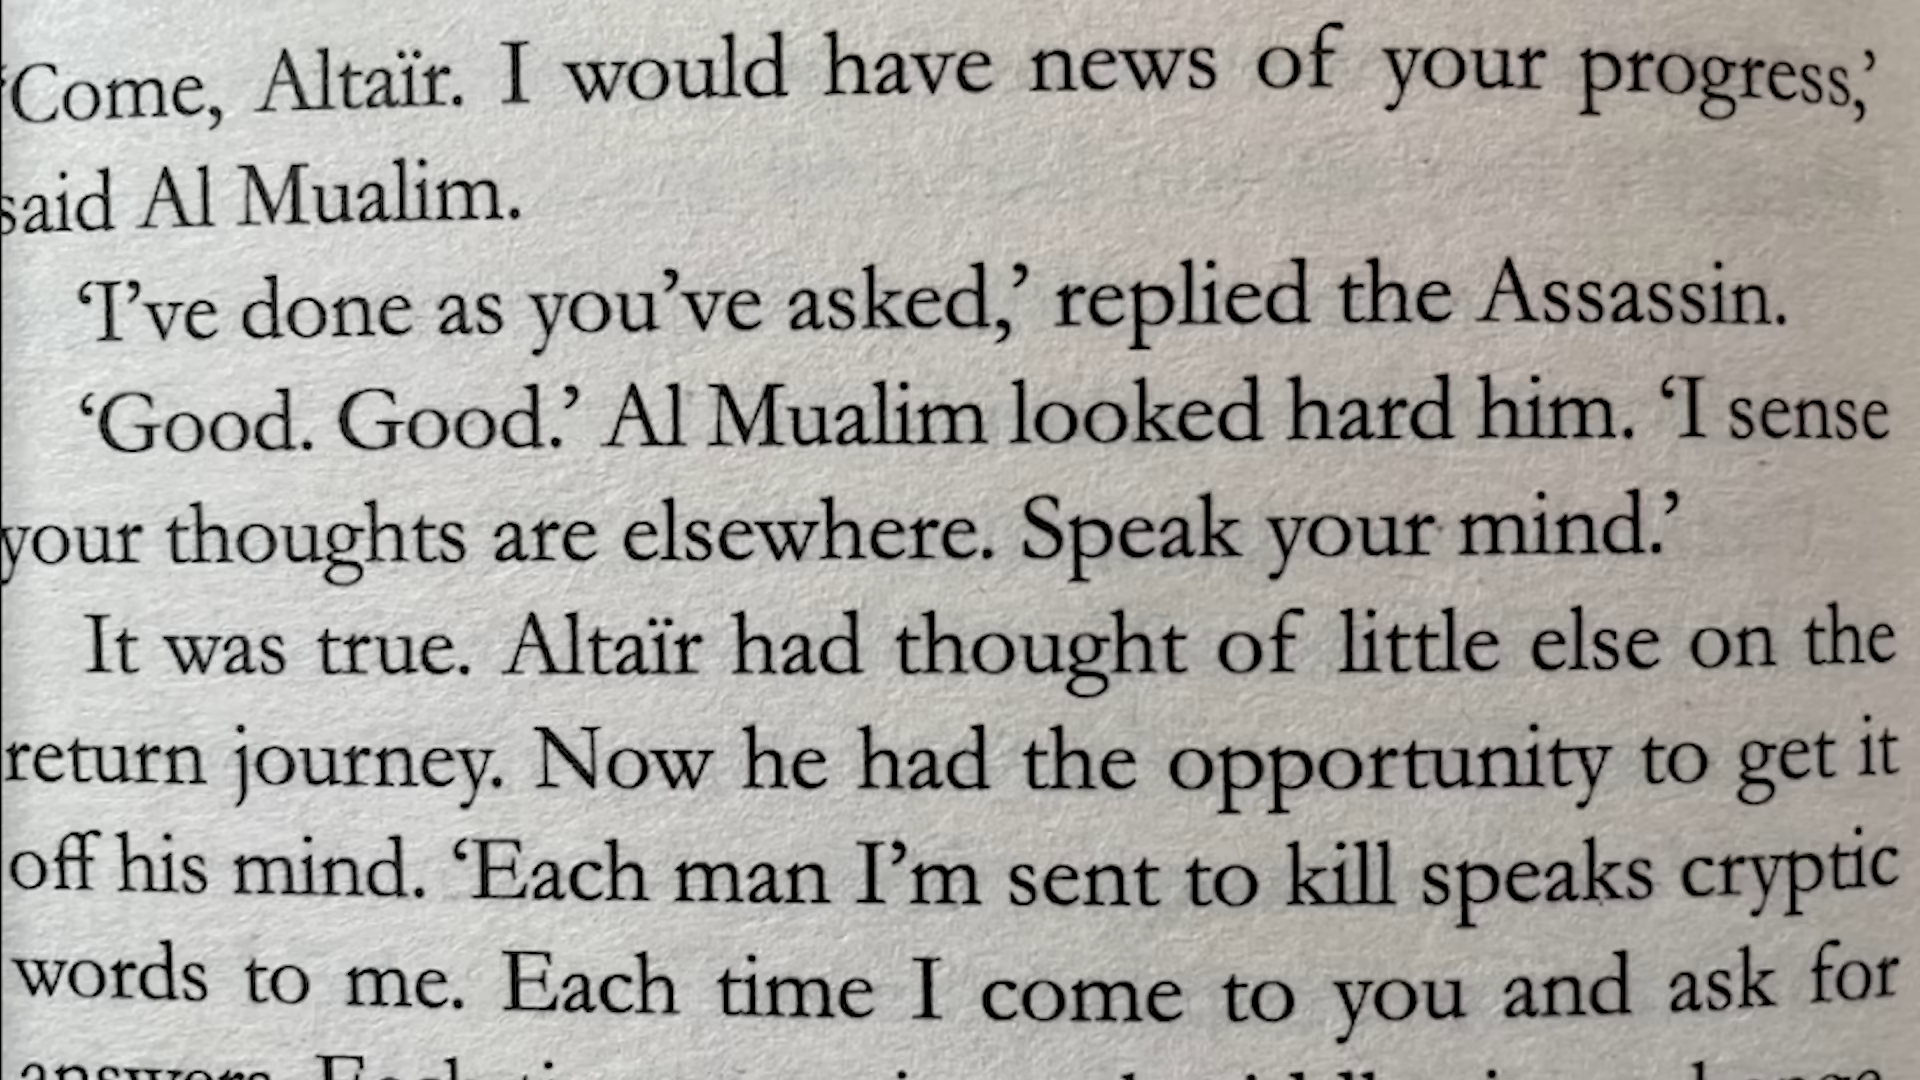 ‘Come, Altaïr. I would have news of your progress,’
said Al Mualim.
‘I’ve done as you’ve asked,’ replied the Assassin.
‘Good. Good.’ Al Mualim looked hard him. ‘I sense
your thoughts are elsewhere. Speak your mind.’
It was true. Altaïr had thought of little else on the
return journey. Now he had the opportunity to get it
off his mind. ‘Each man I’m sent to kill speaks cryptic
words to me. Each time I come to you and ask for
answers. Each